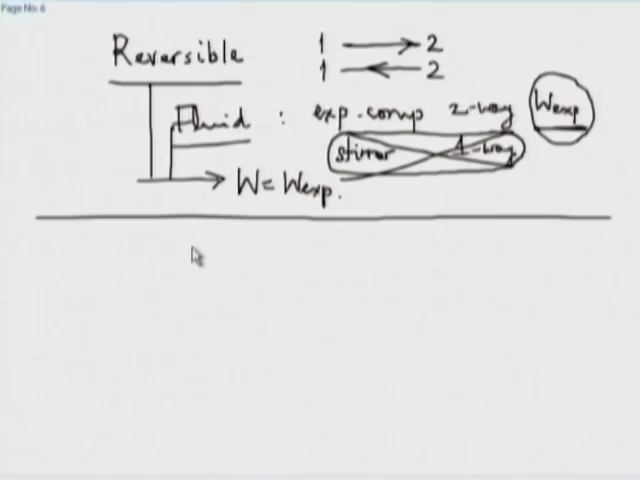 Page No: 6
Reversible 1 → 2
1 ← 2
Fluid : exp. comp 2-way Wexp
stirrer 1-way
W = Wexp.